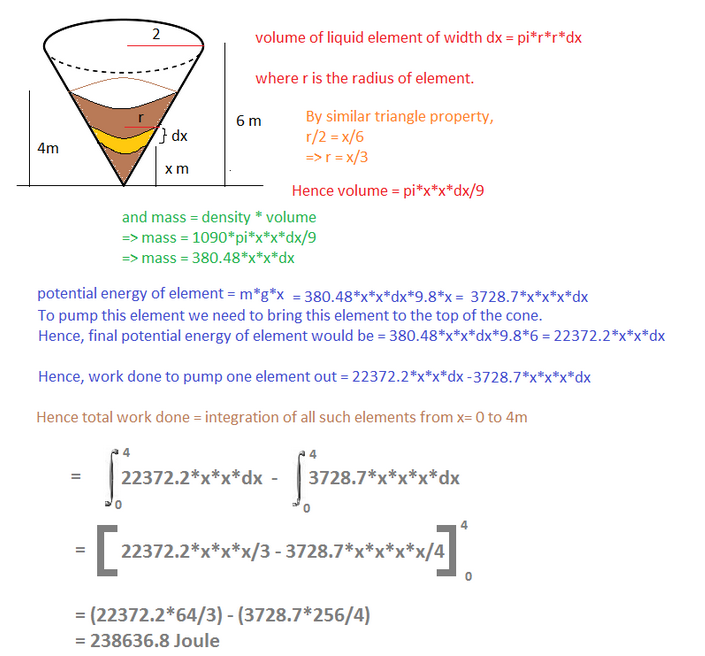 2
volume of liquid element of width dx = pi*r*r*dx
where r is the radius of element.
r
6 m
By similar triangle property,
r/2 = x/6
=> r = x/3
} dx
4m
x m
Hence volume = pi*x*x*dx/9
and mass = density * volume
=> mass = 1090*pi*x*x*dx/9
=> mass = 380.48*x*x*dx
potential energy of element = m*g*x = 380.48*x*x*dx*9.8*x = 3728.7*x*x*x*dx
To pump this element we need to bring this element to the top of the cone.
Hence, final potential energy of element would be = 380.48*x*x*dx*9.8*6 = 22372.2*x*x*dx
Hence, work done to pump one element out = 22372.2*x*x*dx -3728.7*x*x*x*dx
Hence total work done = integration of all such elements from x= 0 to 4m
= ∫₀⁴ 22372.2*x*x*dx - ∫₀⁴ 3728.7*x*x*x*dx
= [22372.2*x*x*x/3 - 3728.7*x*x*x*x/4]₀⁴
= (22372.2*64/3) - (3728.7*256/4)
= 238636.8 Joule